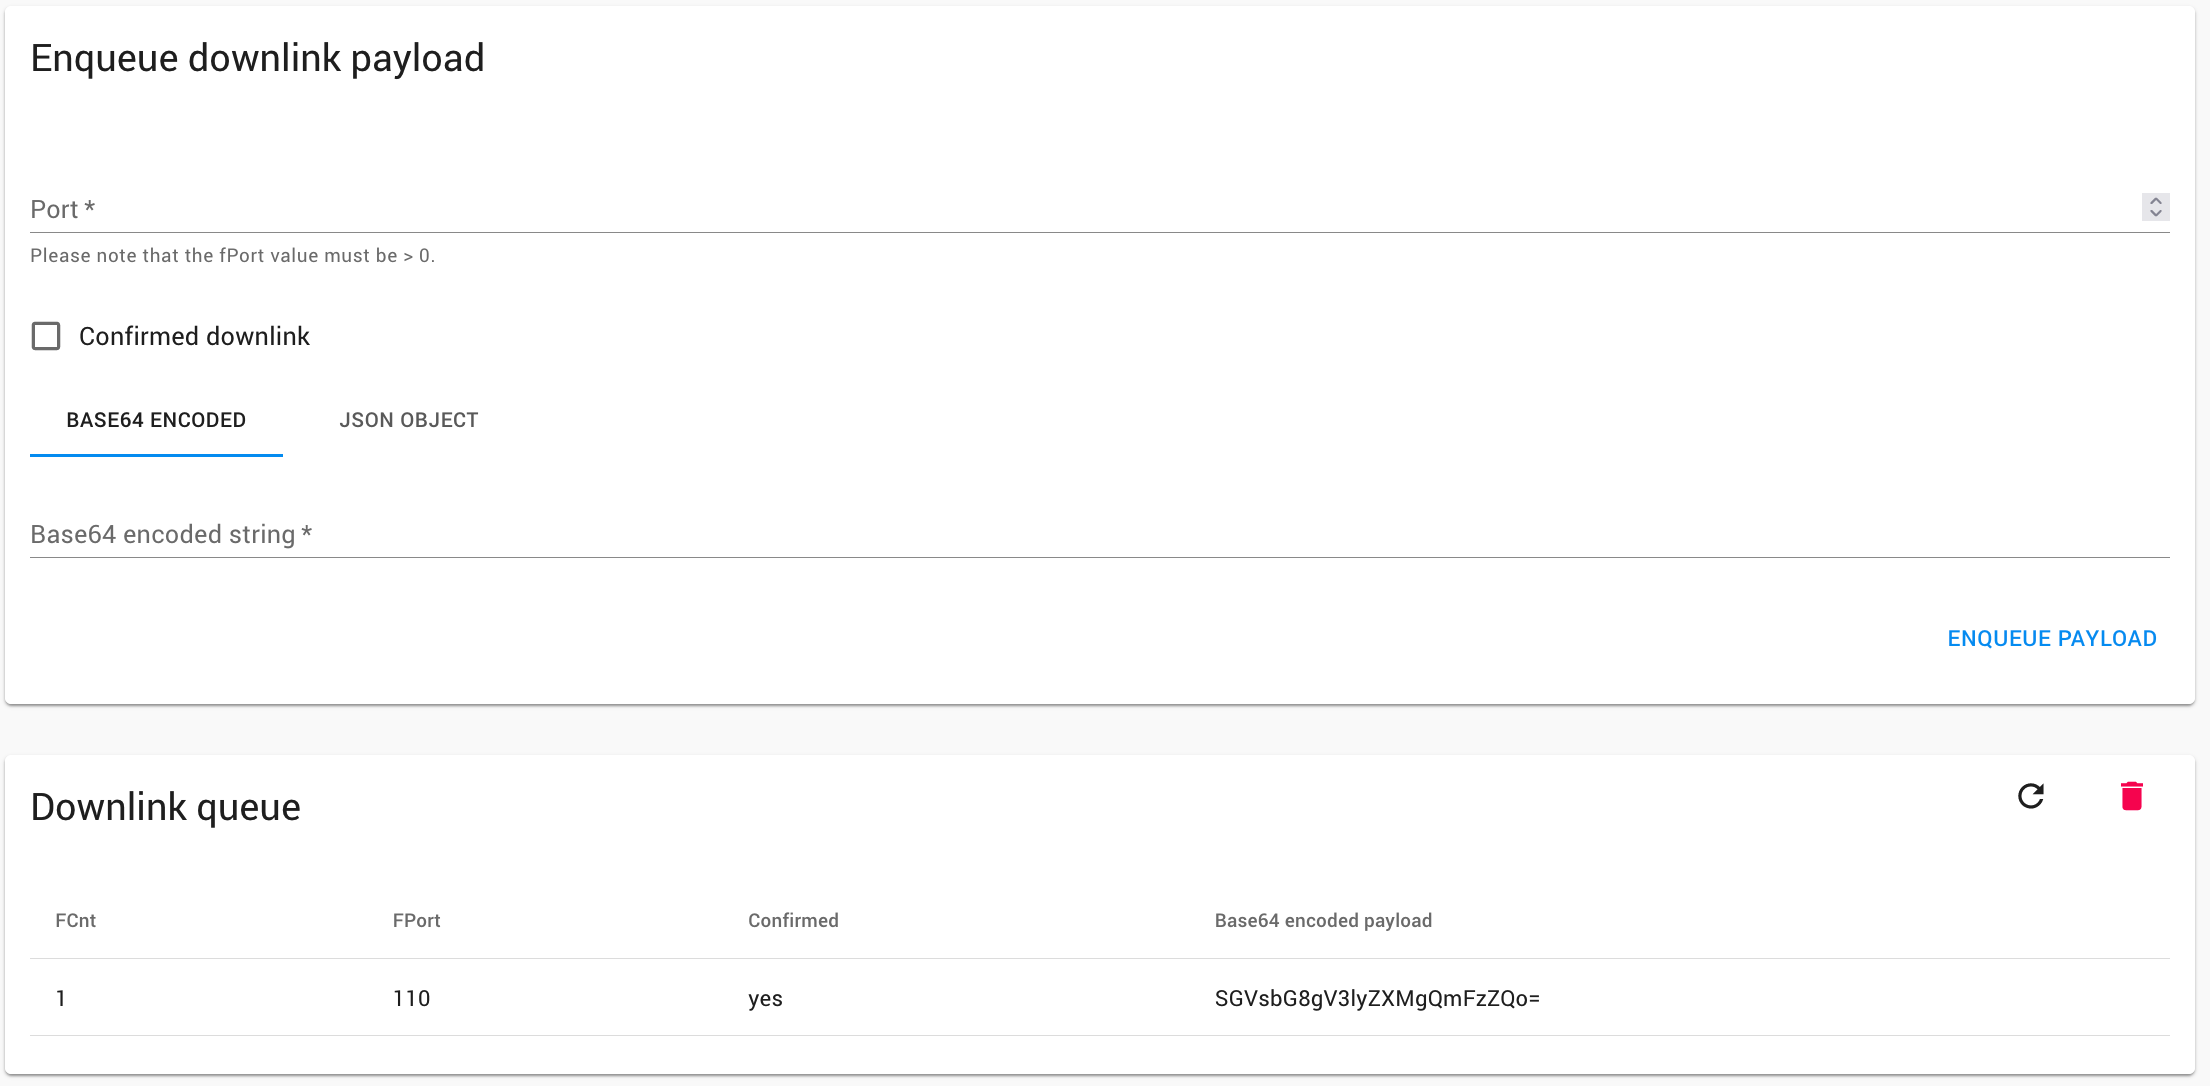 Enqueue downlink payload
Port *
Please note that the fPort value must be > 0.
Confirmed downlink
BASE64 ENCODED JSON OBJECT
Base64 encoded string *
ENQUEUE PAYLOAD
Downlink queue
FCnt FPort Confirmed Base64 encoded payload
1 110 yes SGVsbG8gV3lyZXMgQmFzZQo=